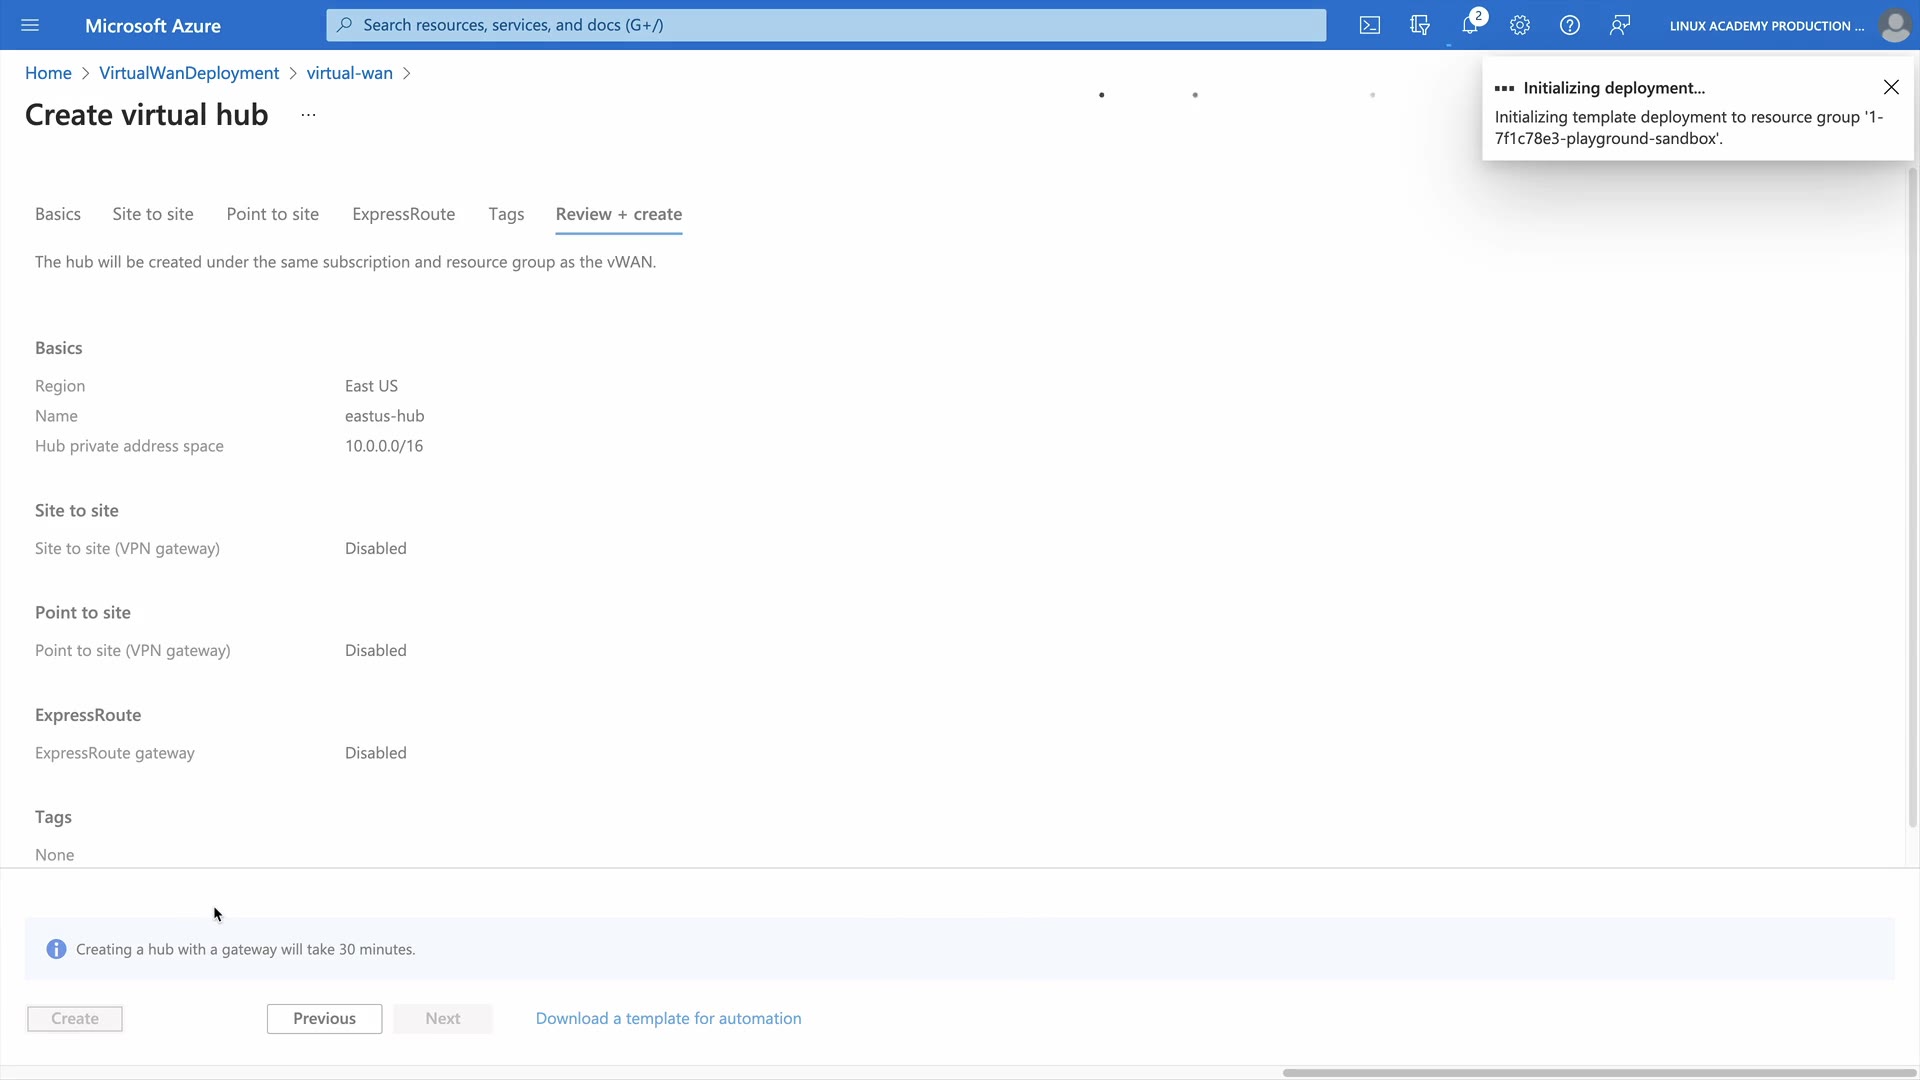 Microsoft Azure
Search resources, services, and docs (G+/)
2
LINUX ACADEMY PRODUCTION ...
Home > VirtualWanDeployment > virtual-wan >
Create virtual hub ...
Initializing deployment...
Initializing template deployment to resource group '1-
7f1c78e3-playground-sandbox'.
Basics Site to site Point to site ExpressRoute Tags Review + create
The hub will be created under the same subscription and resource group as the vWAN.
Basics
Region East US
Name eastus-hub
Hub private address space 10.0.0.0/16
Site to site
Site to site (VPN gateway) Disabled
Point to site
Point to site (VPN gateway) Disabled
ExpressRoute
ExpressRoute gateway Disabled
Tags
None
Creating a hub with a gateway will take 30 minutes.
Create Previous Next Download a template for automation